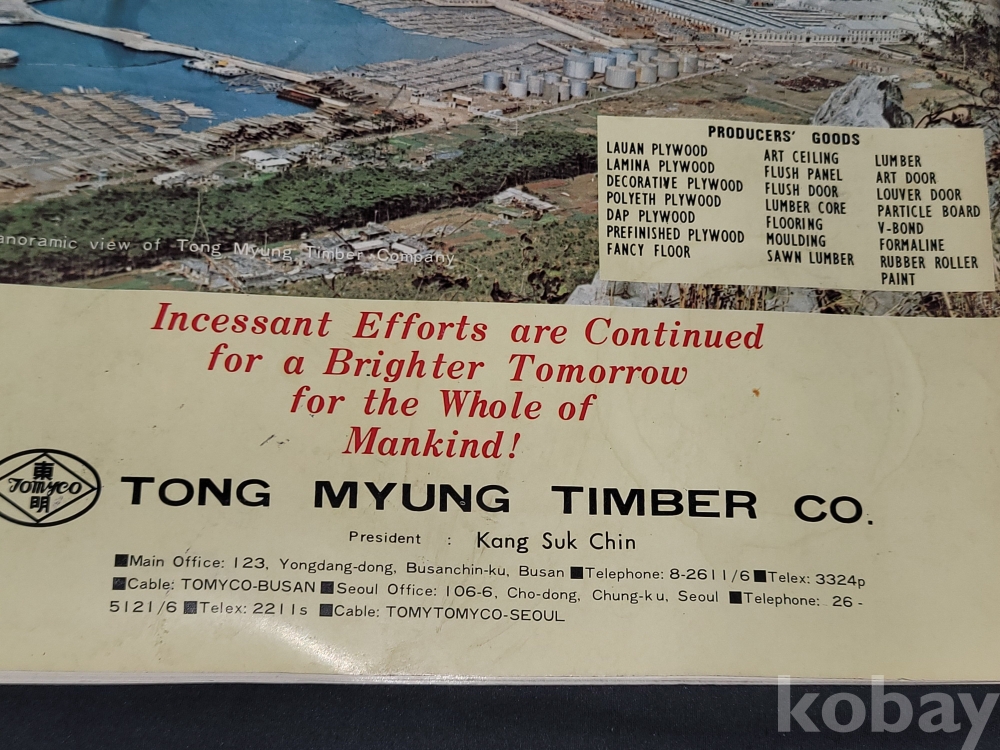 PRODUCERS' GOODS
LAUAN PLYWOOD
LAMINA PLYWOOD
DECORATIVE PLYWOOD
POLYETH PLYWOOD
DAP PLYWOOD
PREFINISHED PLYWOOD
FANCY FLOOR
ART CEILING
FLUSH PANEL
FLUSH DOOR
LUMBER CORE
FLOORING
MOULDING
SAWN LUMBER
LUMBER
ART DOOR
LOUVER DOOR
PARTICLE BOARD
V-BOND
FORMALINE
RUBBER ROLLER
PAINT
anoramic view of Tong Myung Timber Company
Incessant Efforts are Continued
for a Brighter Tomorrow
for the Whole of
Mankind!
東
TOMYCO
明
TONG MYUNG TIMBER CO.
President : Kang Suk Chin
■Main Office: 123, Yongdang-dong, Busanchin-ku, Busan ■Telephone: 8-2611/6 ■Telex: 3324p
■Cable: TOMYCO-BUSAN ■Seoul Office: 106-6, Cho-dong, Chung-ku, Seoul ■Telephone: 26-
5121/6 ■Telex: 2211s ■Cable: TOMYTOMYCO-SEOUL
kobay